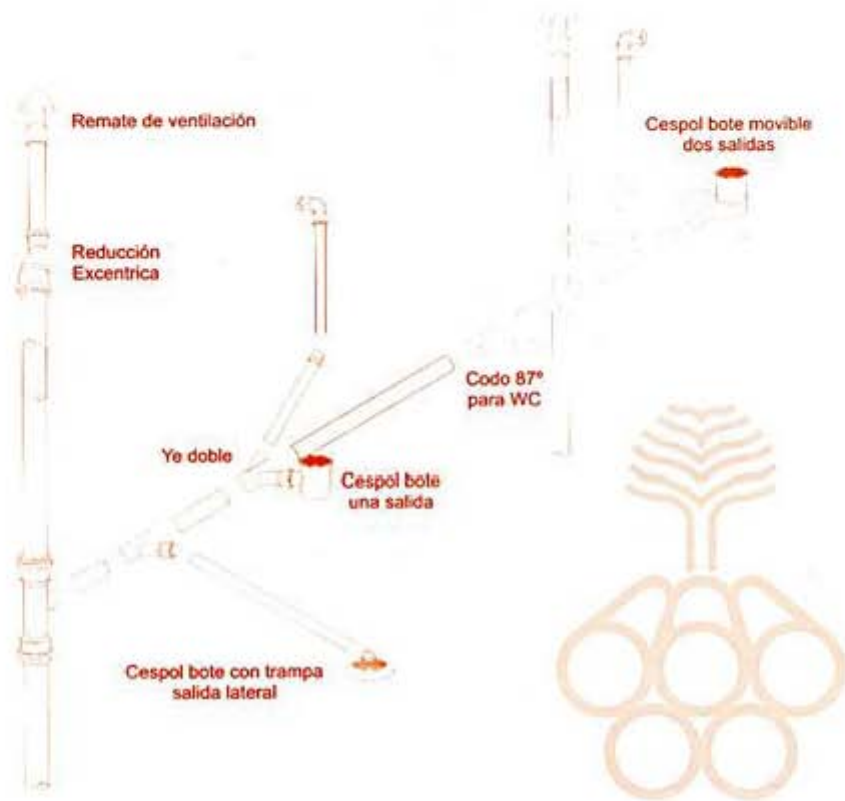 Remate de ventilación
Cespol bote movible
dos salidas
Reducción
Excentrica
Codo 87º
para WC
Ye doble
Cespol bote
una salida
Cespol bote con trampa
salida lateral